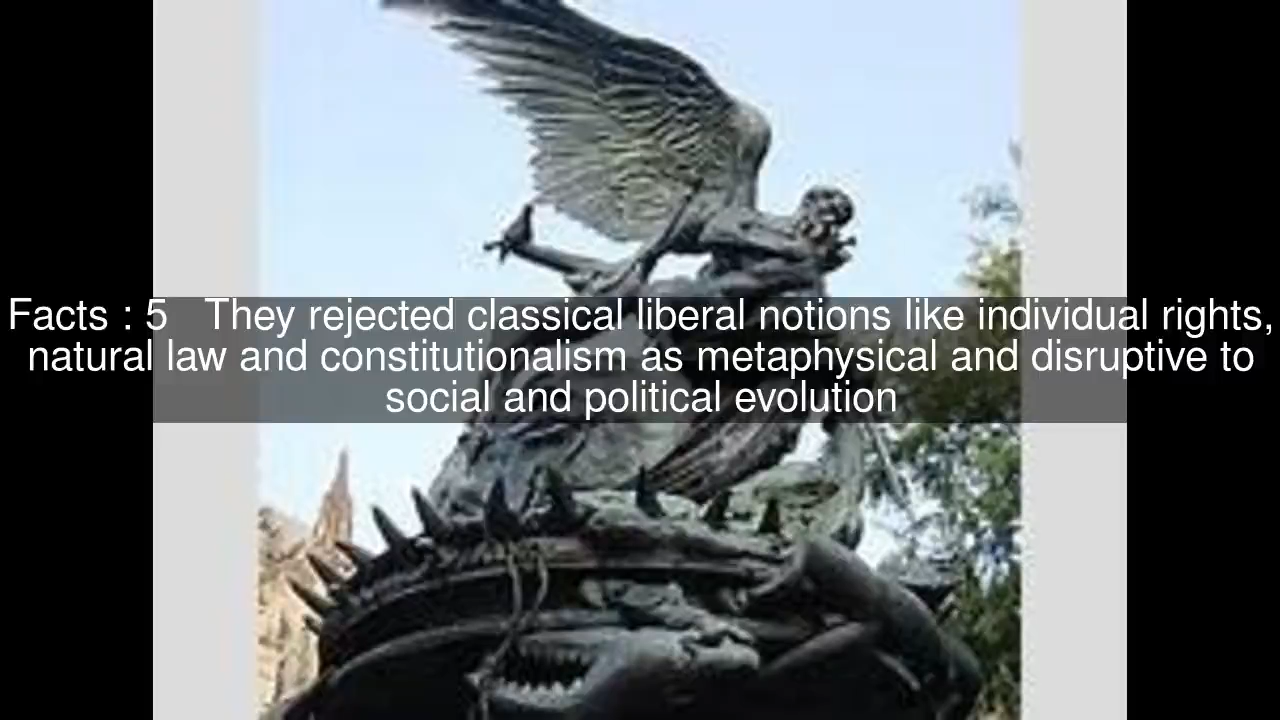 Facts : 5 They rejected classical liberal notions like individual rights,
natural law and constitutionalism as metaphysical and disruptive to
social and political evolution